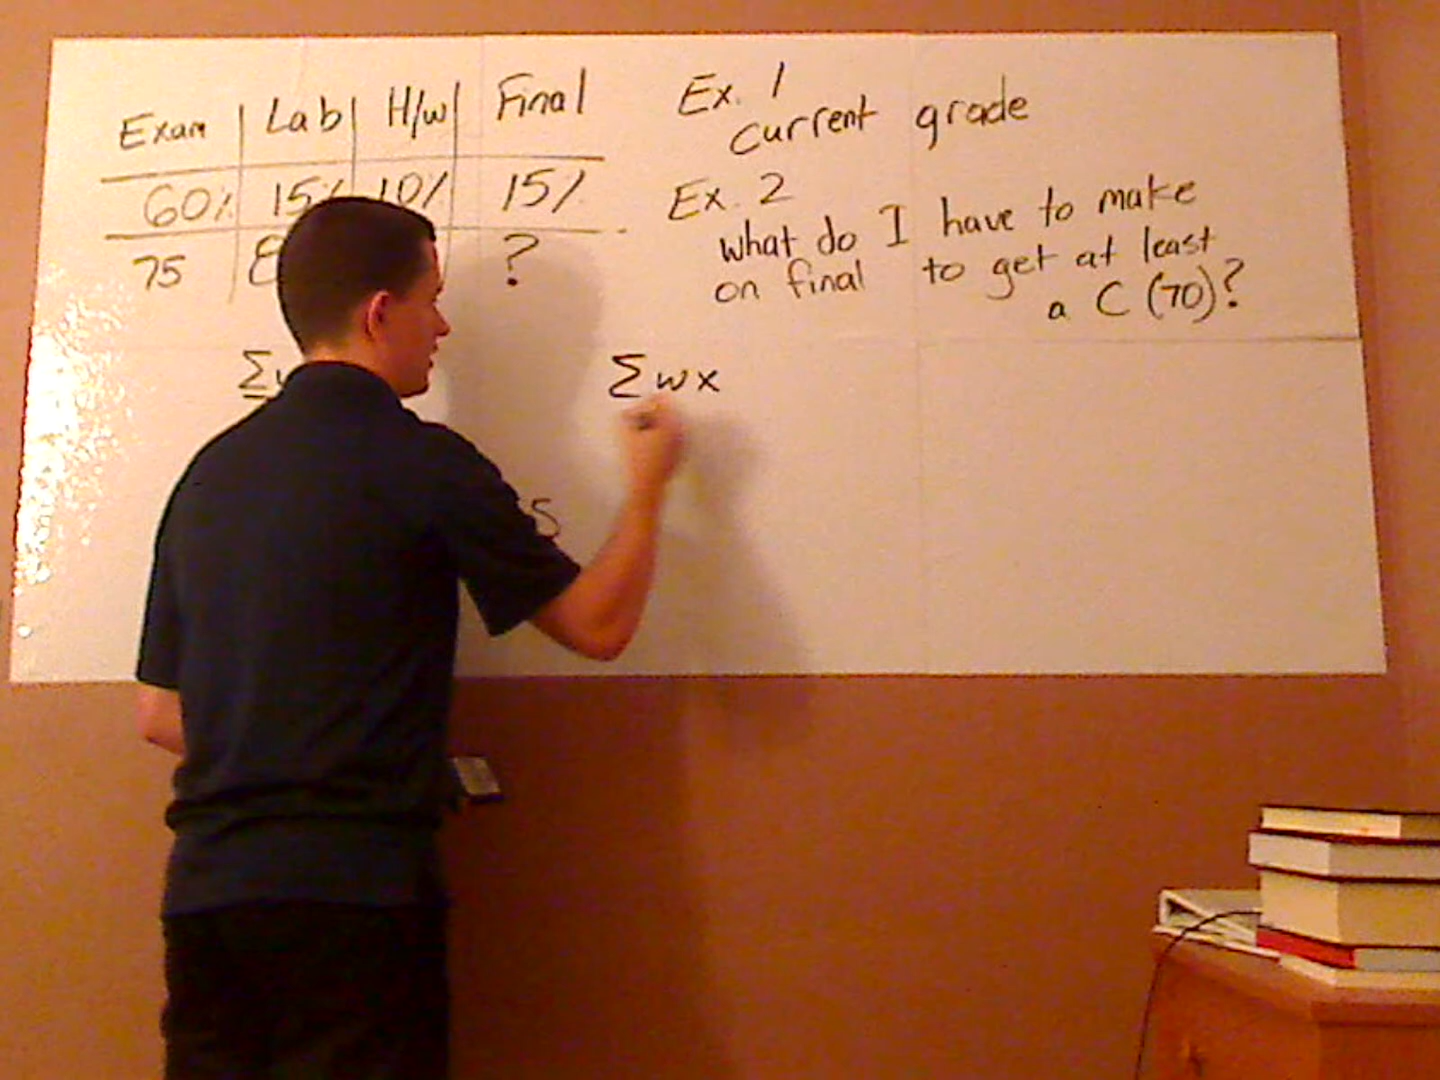 Exam Lab H/w Final
60% 15% 10% 15%
75 ?
Ex. 1
current grade
Ex. 2
what do I have to make
on final to get at least
a C (70)?
Σ
Σwx
5